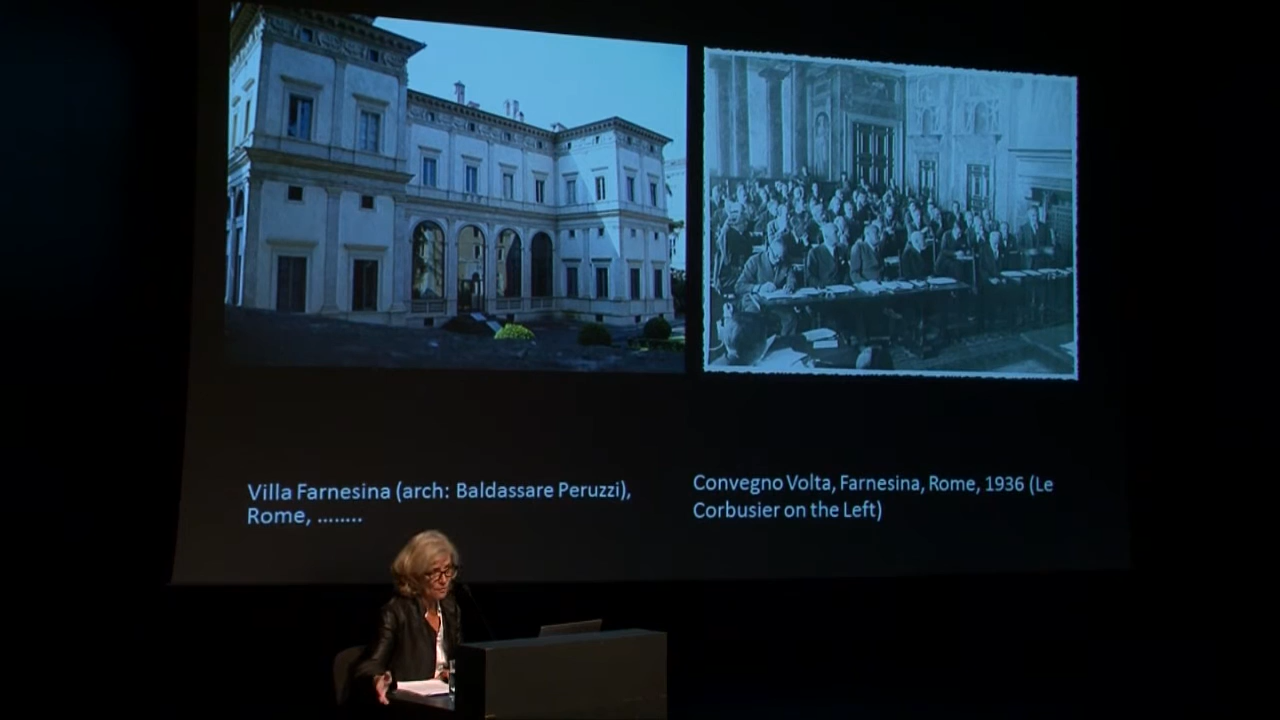 Villa Farnesina (arch: Baldassare Peruzzi),
Rome, ........
Convegno Volta, Farnesina, Rome, 1936 (Le
Corbusier on the Left)